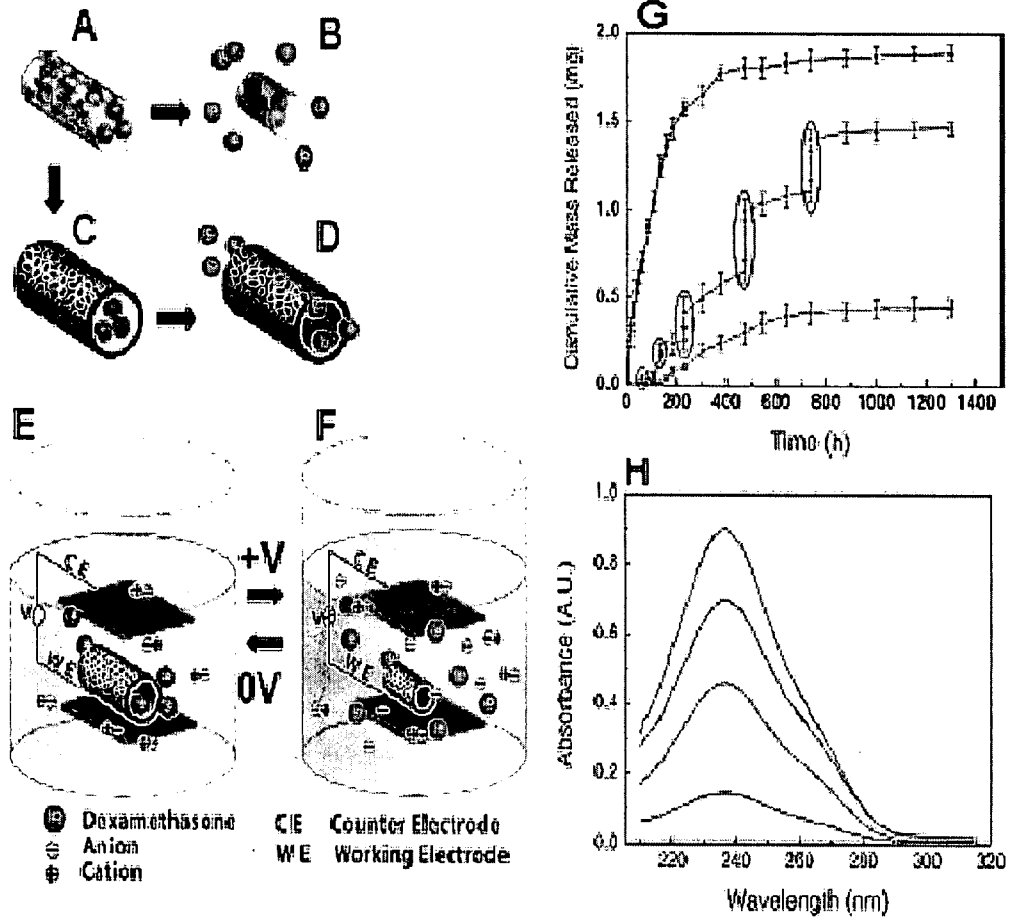 A
B
C
D
E
F
CE
CE
+V
V
WE
WE
0V
Dexamethasone
CE Counter Electrode
Anion
WE Working Electrode
Cation
G
2.0
1.5
1.0
0.5
0.0
Cumulative Mass Released (mg)
0 200 400 600 800 1000 1200 1400
Time (h)
H
1.0
0.8
0.6
0.4
0.2
0.0
Absorbance (A.U.)
220 240 260 280 300 320
Wavelength (nm)